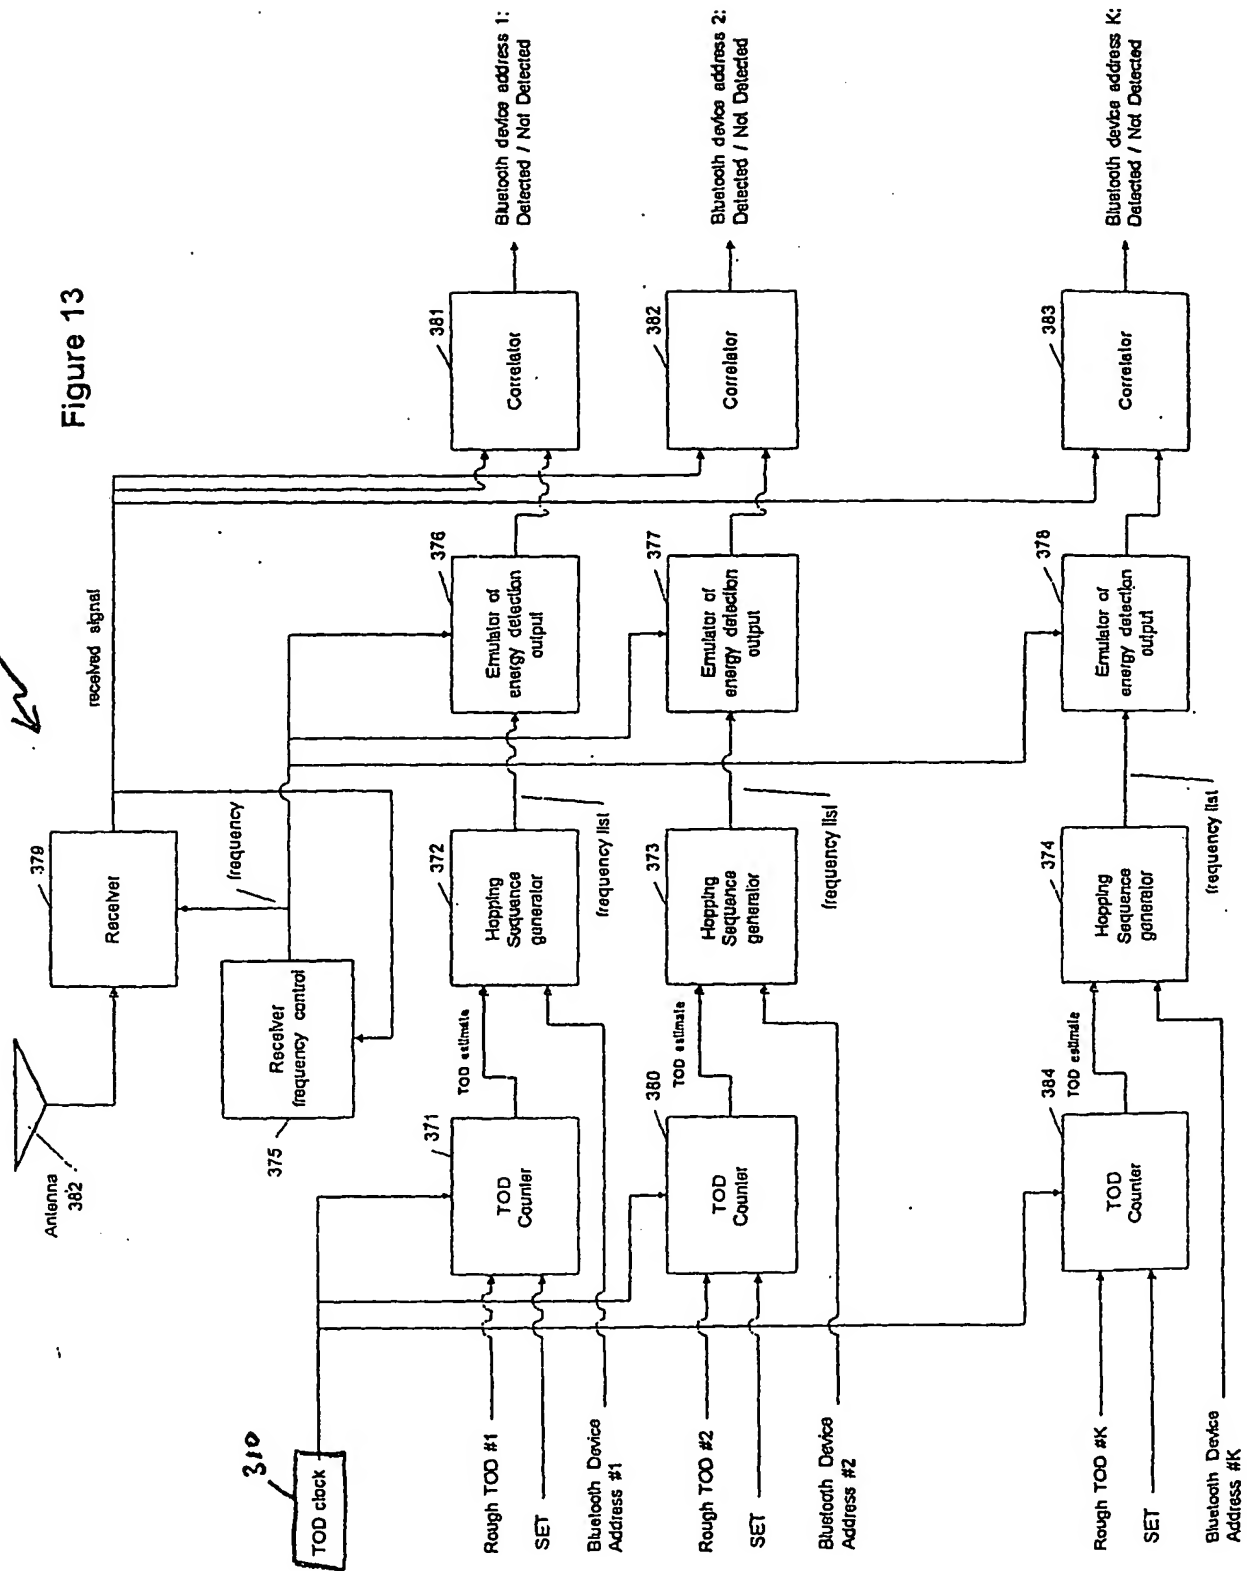 Figure 13
Antenna
382
379
Receiver
received signal
frequency
Receiver
frequency control
375
310
TOD clock
Rough TOD #1
SET
Bluetooth Device
Address #1
371
TOD
Counter
TOD estimate
372
Hopping
Sequence
generator
frequency list
376
Emulator of
energy detection
output
381
Correlator
Bluetooth device address 1:
Detected / Not Detected
Rough TOD #2
SET
Bluetooth Device
Address #2
380
TOD
Counter
TOD estimate
373
Hopping
Sequence
generator
frequency list
377
Emulator of
energy detection
output
382
Correlator
Bluetooth device address 2:
Detected / Not Detected
Rough TOD #K
SET
Bluetooth Device
Address #K
384
TOD
Counter
TOD estimate
374
Hopping
Sequence
generator
frequency list
378
Emulator of
energy detection
output
383
Correlator
Bluetooth device address K:
Detected / Not Detected